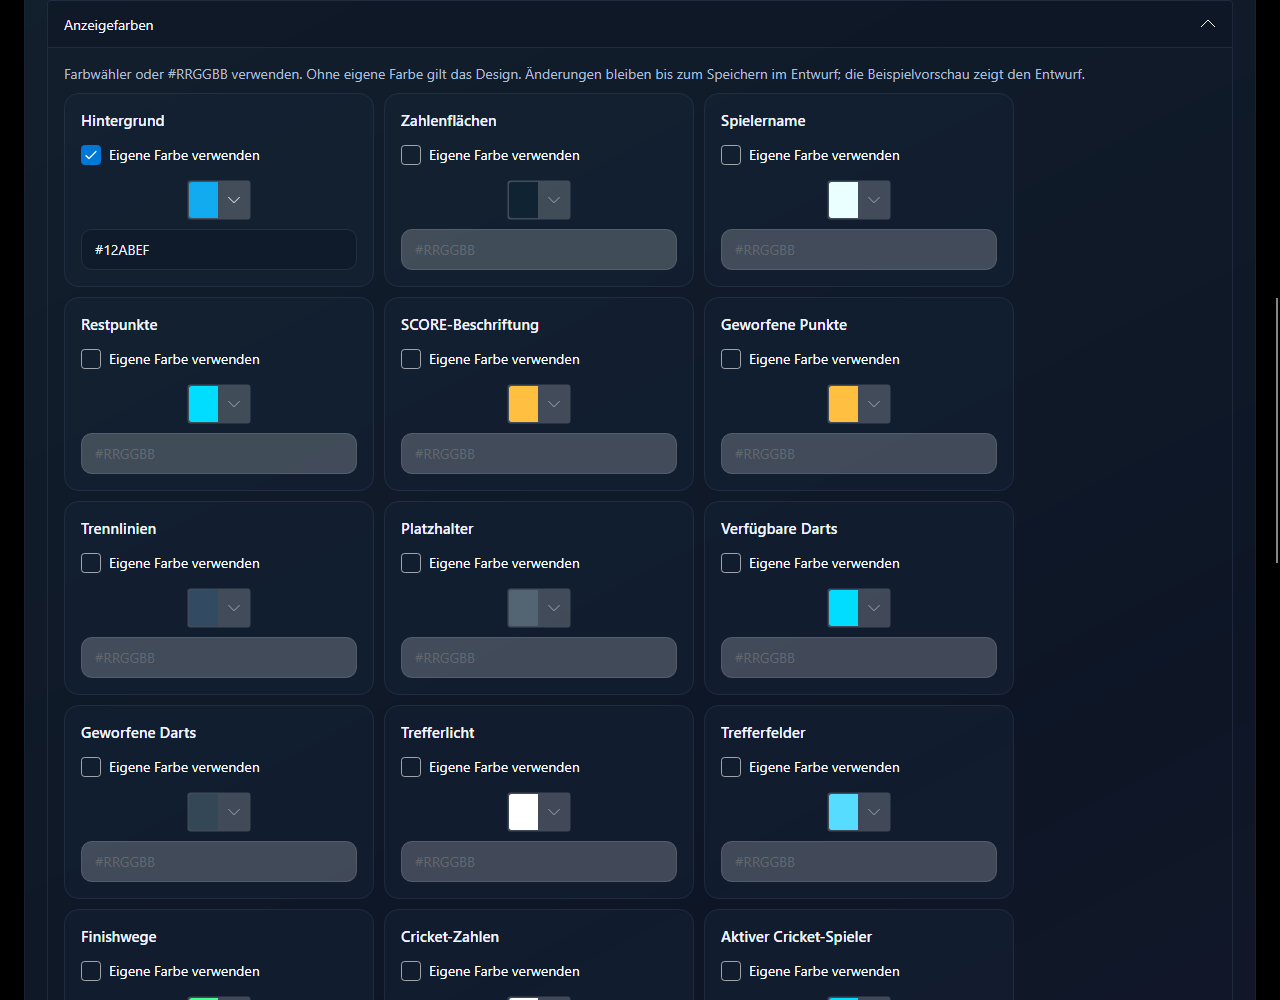 Anzeigefarben
Farbwähler oder #RRGGBB verwenden. Ohne eigene Farbe gilt das Design. Änderungen bleiben bis zum Speichern im Entwurf; die Beispielvorschau zeigt den Entwurf.
Hintergrund
Eigene Farbe verwenden
#12ABEF
Zahlenflächen
Eigene Farbe verwenden
#RRGGBB
Spielername
Eigene Farbe verwenden
#RRGGBB
Restpunkte
Eigene Farbe verwenden
#RRGGBB
SCORE-Beschriftung
Eigene Farbe verwenden
#RRGGBB
Geworfene Punkte
Eigene Farbe verwenden
#RRGGBB
Trennlinien
Eigene Farbe verwenden
#RRGGBB
Platzhalter
Eigene Farbe verwenden
#RRGGBB
Verfügbare Darts
Eigene Farbe verwenden
#RRGGBB
Geworfene Darts
Eigene Farbe verwenden
#RRGGBB
Trefferlicht
Eigene Farbe verwenden
#RRGGBB
Trefferfelder
Eigene Farbe verwenden
#RRGGBB
Finishwege
Eigene Farbe verwenden
Cricket-Zahlen
Eigene Farbe verwenden
Aktiver Cricket-Spieler
Eigene Farbe verwenden